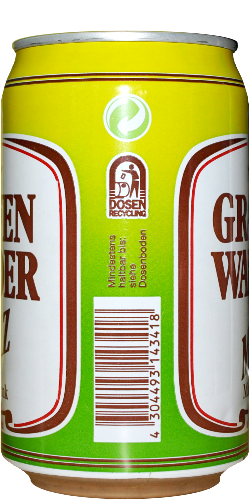 EN
ER
Z
DOSEN
RECYCLING
Mindestens
haltbar bis:
siehe
Dosenboden
4 304493 143418
GR
WA